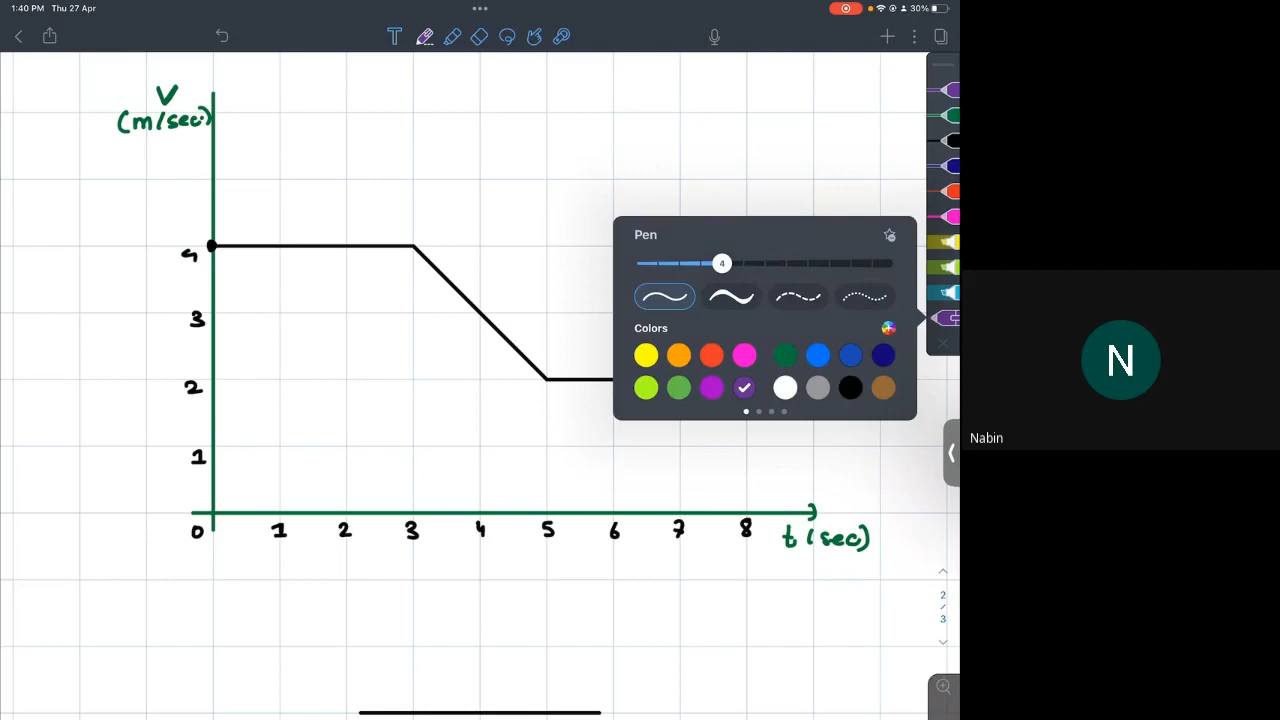 1:40 PM Thu 27 Apr
30%
T
V
(m/sec)
Pen
4
Colors
4
3
2
1
0 1 2 3 4 5 6 7 8
t (sec)
2
/
3
N
Nabin